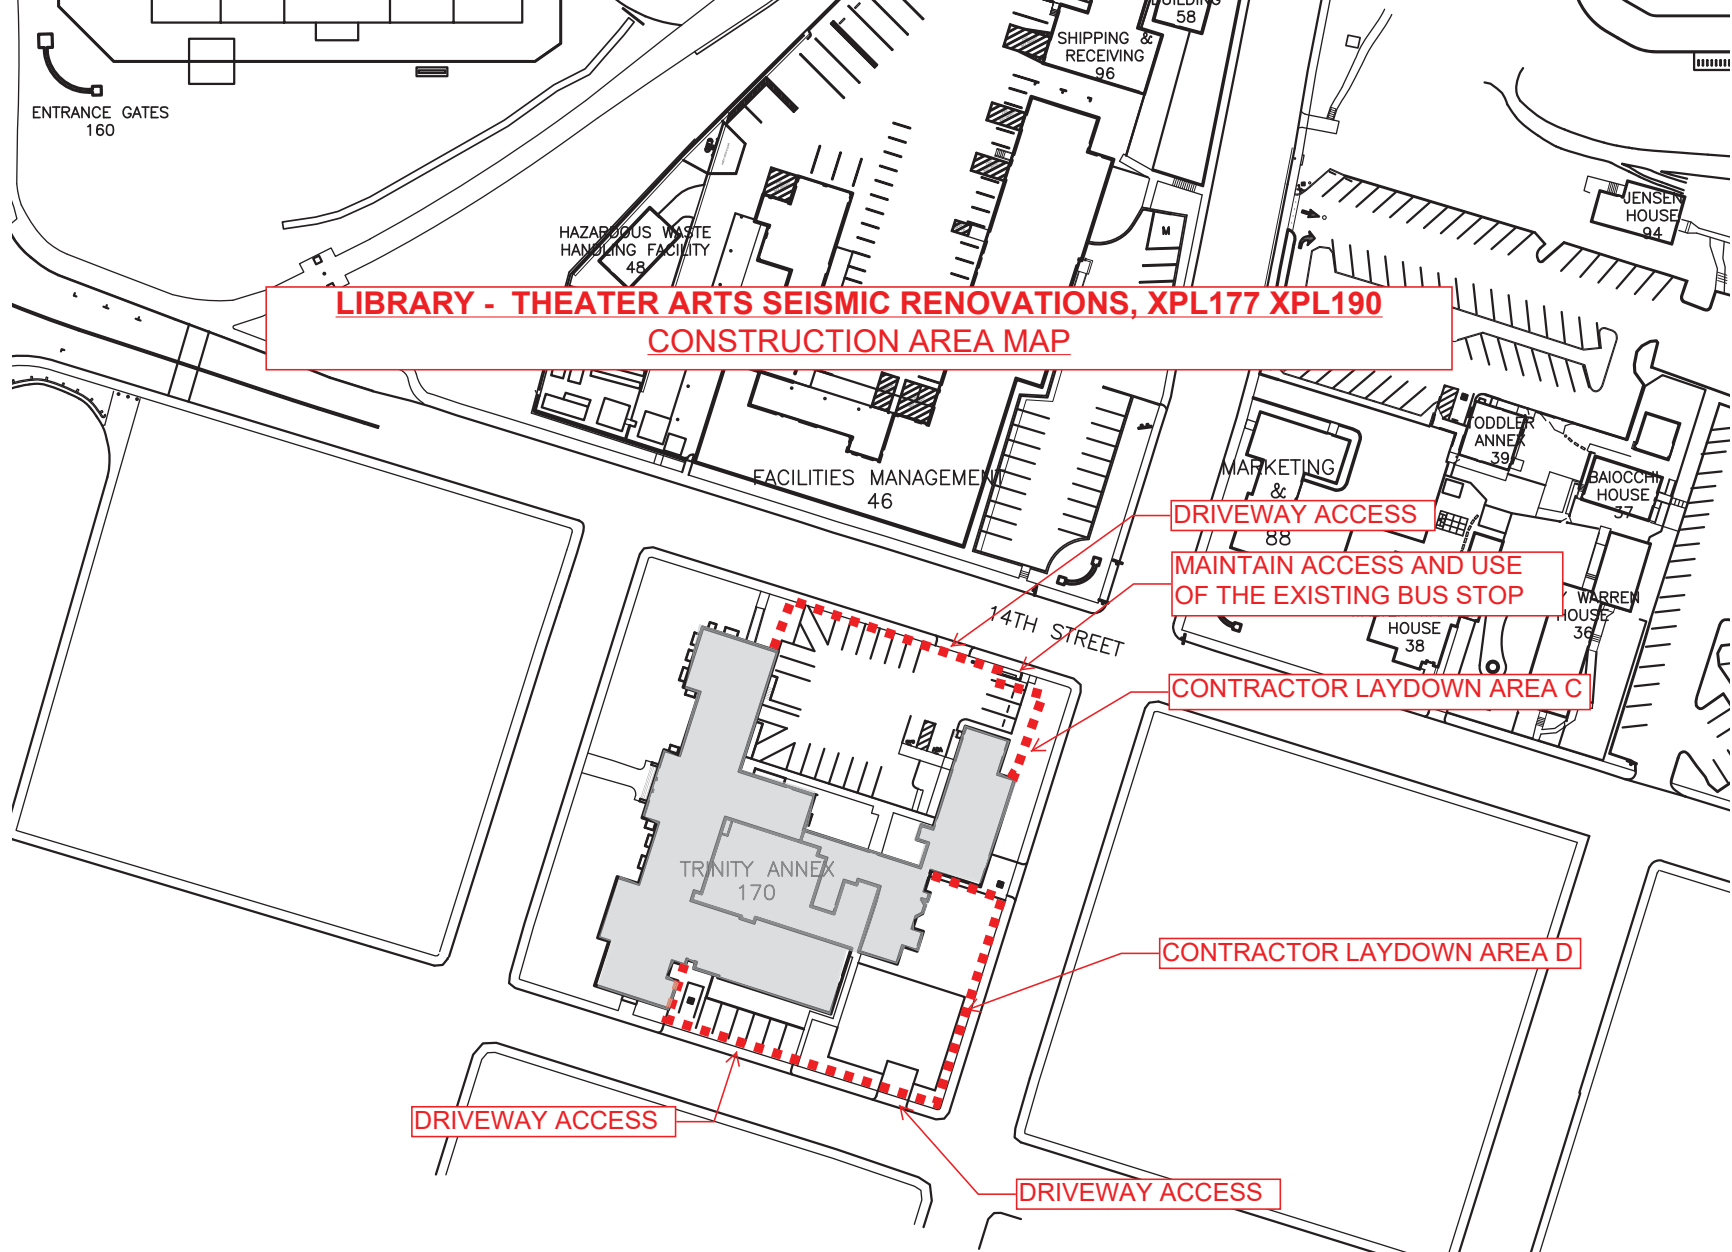 BUILDING
58
SHIPPING &
RECEIVING
96
ENTRANCE GATES
160
JENSEN
HOUSE
94
HAZARDOUS WASTE
HANDLING FACILITY
48
M
LIBRARY - THEATER ARTS SEISMIC RENOVATIONS, XPL177 XPL190
CONSTRUCTION AREA MAP
TODDLER
ANNEX
39
FACILITIES MANAGEMENT
46
MARKETING
&
88
BAIOCCHI
HOUSE
37
DRIVEWAY ACCESS
MAINTAIN ACCESS AND USE
OF THE EXISTING BUS STOP
14TH STREET
WARREN
HOUSE
36
HOUSE
38
CONTRACTOR LAYDOWN AREA C
TRINITY ANNEX
170
CONTRACTOR LAYDOWN AREA D
DRIVEWAY ACCESS
DRIVEWAY ACCESS